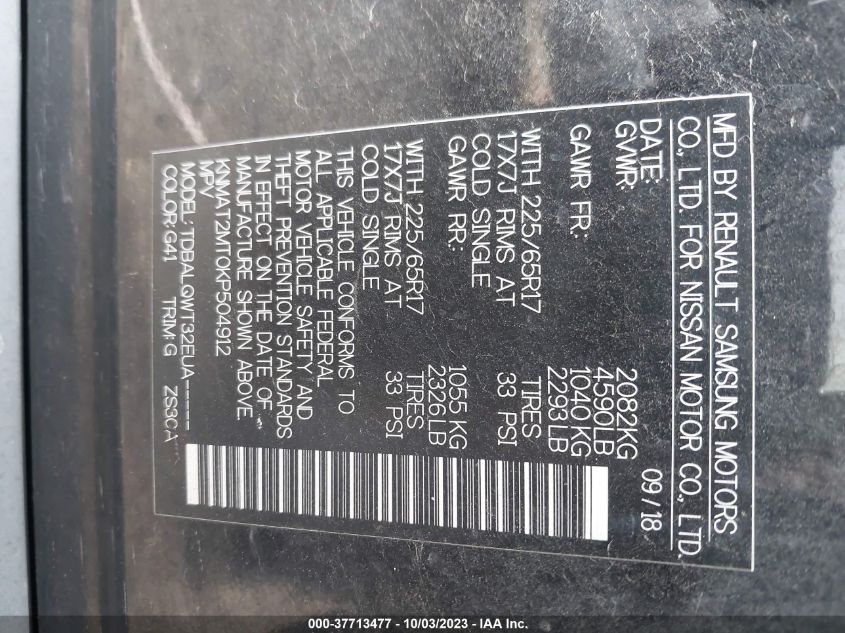 MFD BY RENAULT SAMSUNG MOTORS
CO., LTD. FOR NISSAN MOTOR CO., LTD.
DATE: 09/18
GVWR: 2082KG
4590LB
GAWR FR: 1040 KG
2293LB
WITH 225/65R17 TIRES
17X7J RIMS AT 33 PSI
COLD SINGLE
GAWR RR: 1055 KG
2326LB
WITH 225/65R17 TIRES
17X7J RIMS AT 33 PSI
COLD SINGLE
THIS VEHICLE CONFORMS TO
ALL APPLICABLE FEDERAL
MOTOR VEHICLE SAFETY AND
THEFT PREVENTION STANDARDS
IN EFFECT ON THE DATE OF
MANUFACTURE SHOWN ABOVE.
KNMAT2MT0KP504912
MPV
MODEL: TDBALQWT32EUA-----
COLOR: G41 TRIM: G ZS3CA
000-37713477 - 10/03/2023 - IAA Inc.